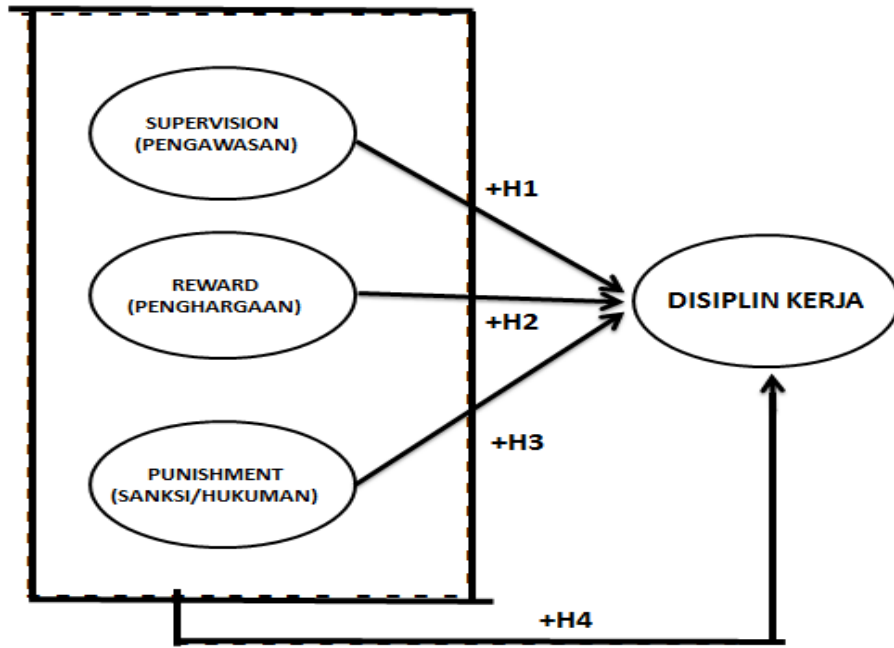 SUPERVISION
(PENGAWASAN)
+H1
REWARD
(PENGHARGAAN)
DISIPLIN KERJA
+H2
+H3
PUNISHMENT
(SANKSI/HUKUMAN)
+H4